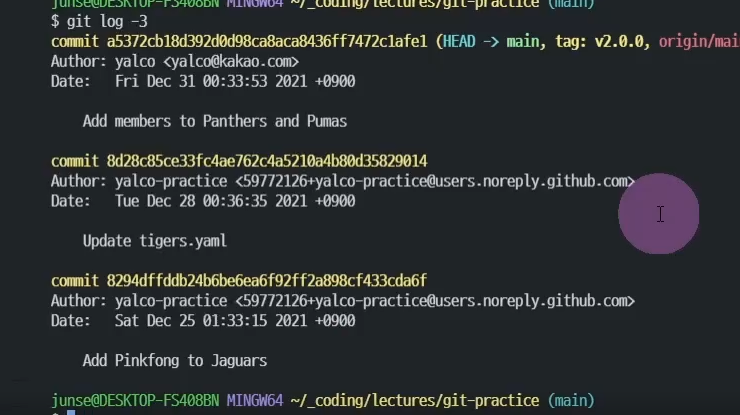 junse@DESKTOP-FS408BN MINGW64 ~/_coding/lectures/git-practice (main)
$ git log -3
commit a5372cb18d392d0d98ca8aca8436ff7472c1afe1 (HEAD -> main, tag: v2.0.0, origin/mai
Author: yalco <yalco@kakao.com>
Date:   Fri Dec 31 00:33:53 2021 +0900
Add members to Panthers and Pumas
commit 8d28c85ce33fc4ae762c4a5210a4b80d35829014
Author: yalco-practice <59772126+yalco-practice@users.noreply.github.com>
Date:   Tue Dec 28 00:36:35 2021 +0900
Update tigers.yaml
commit 8294dffddb24b6be6ea6f92ff2a898cf433cda6f
Author: yalco-practice <59772126+yalco-practice@users.noreply.github.com>
Date:   Sat Dec 25 01:33:15 2021 +0900
Add Pinkfong to Jaguars
junse@DESKTOP-FS408BN MINGW64 ~/_coding/lectures/git-practice (main)
$